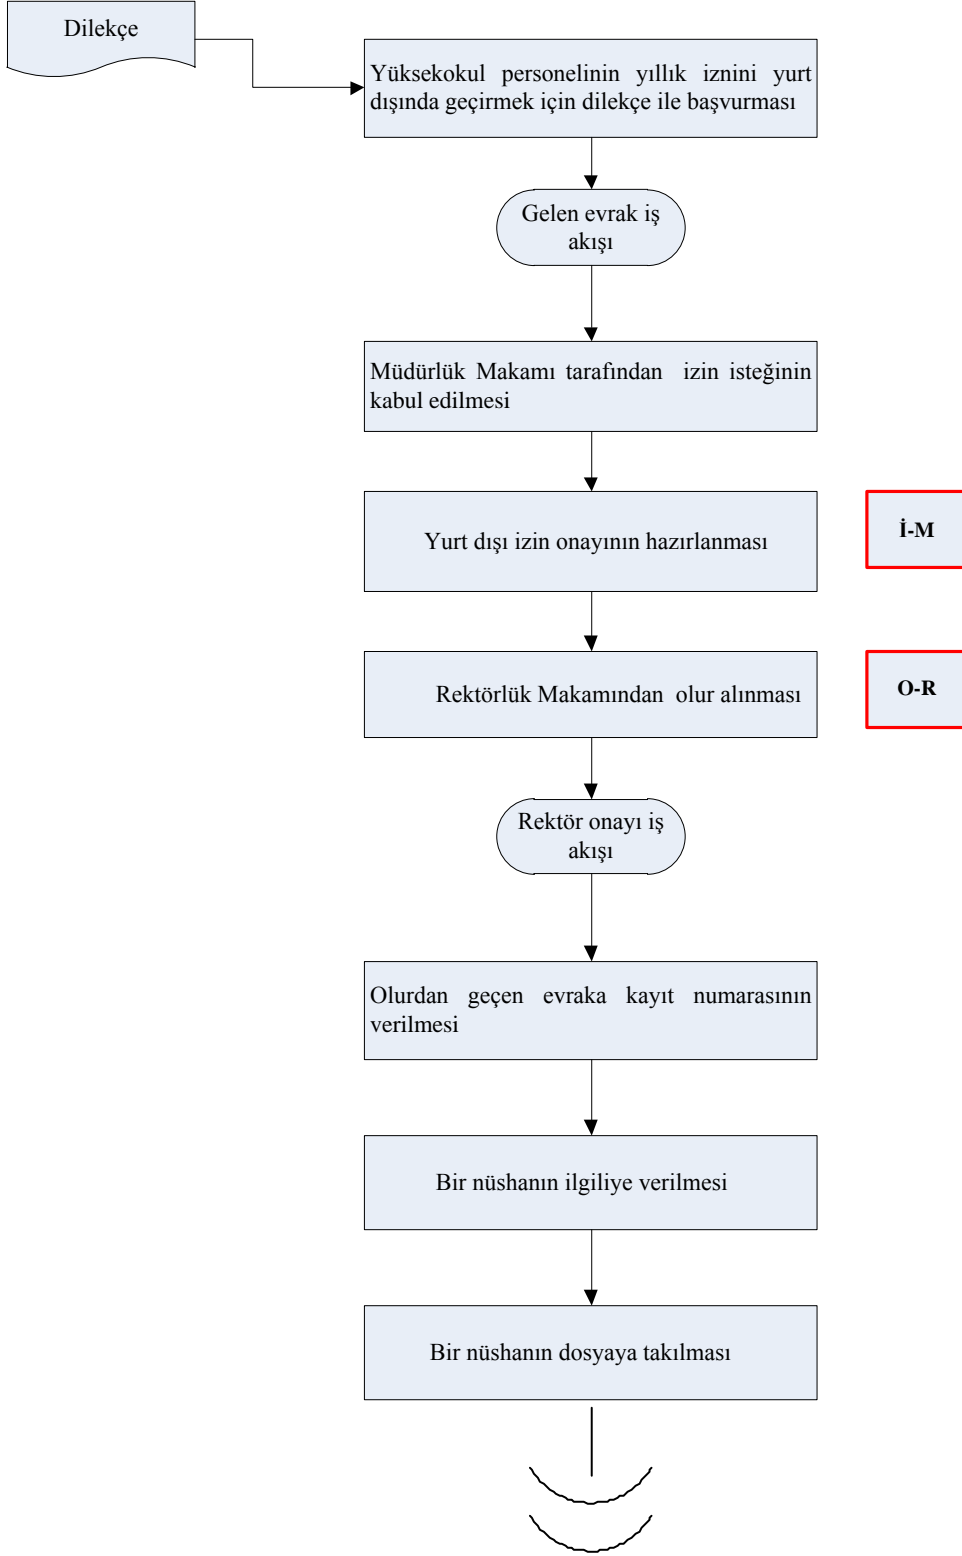 Dilekçe
Yüksekokul personelinin yıllık iznini yurt
dışında geçirmek için dilekçe ile başvurması
Gelen evrak iş
akışı
Müdürlük Makamı tarafından izin isteğinin
kabul edilmesi
Yurt dışı izin onayının hazırlanması
İ-M
Rektörlük Makamından olur alınması
O-R
Rektör onayı iş
akışı
Olurdan geçen evraka kayıt numarasının
verilmesi
Bir nüshanın ilgiliye verilmesi
Bir nüshanın dosyaya takılması